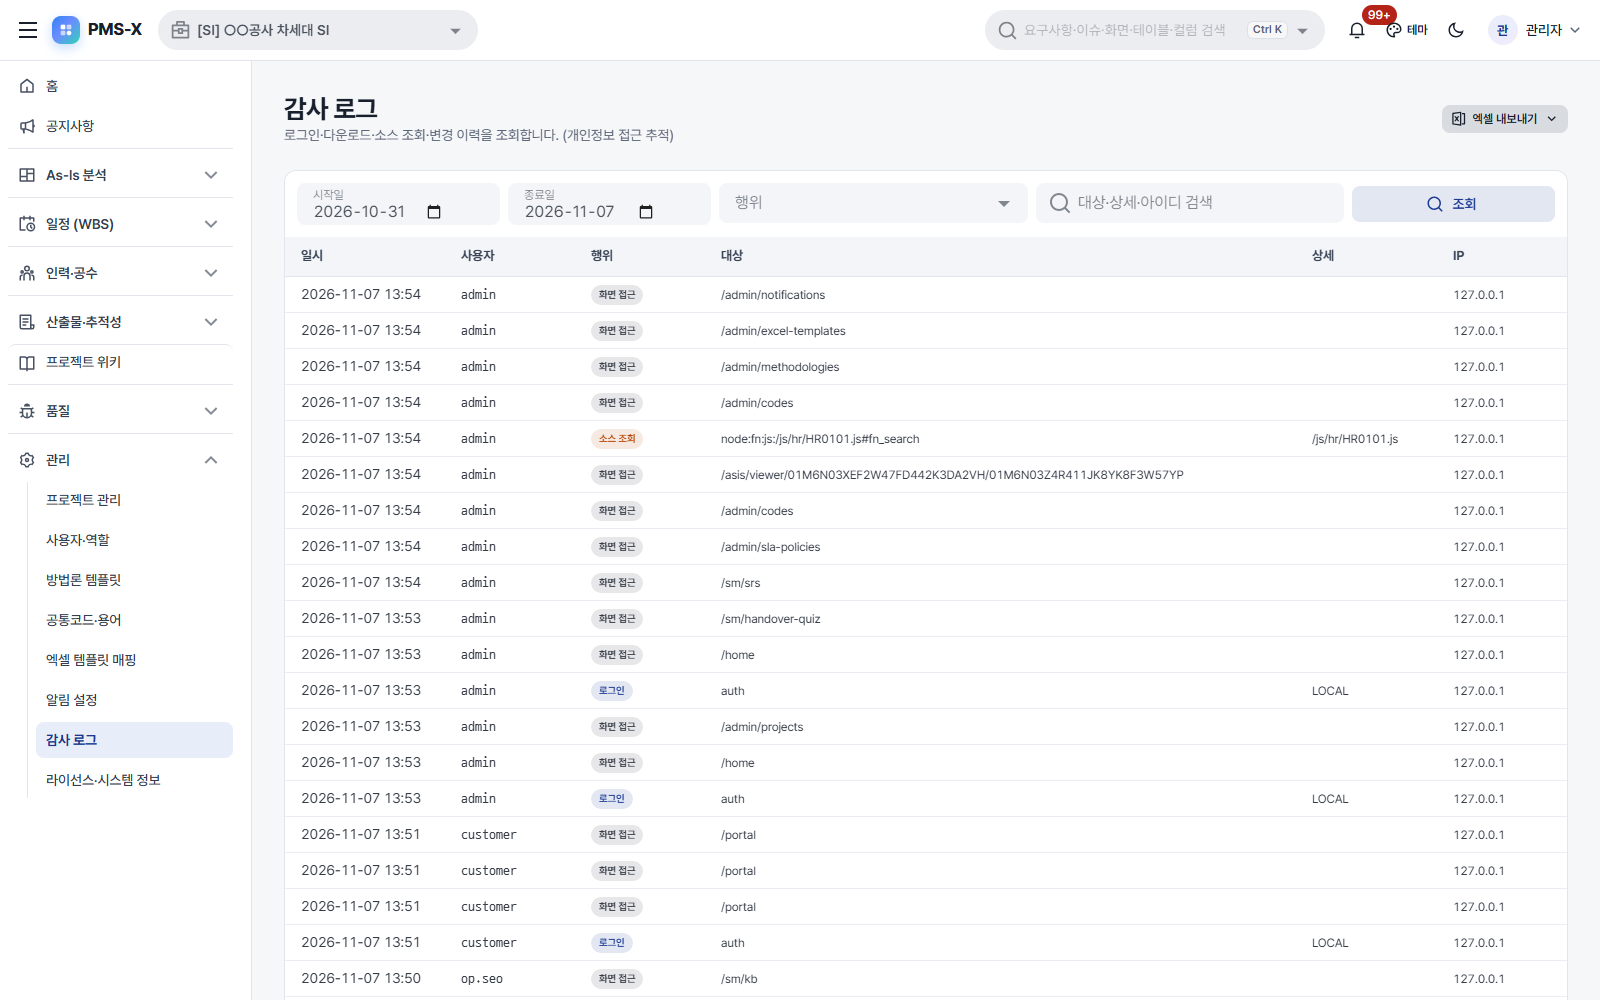 PMS-X
[SI] ○○공사 차세대 SI
요구사항·이슈·화면·테이블·컬럼 검색
Ctrl K
99+
테마
관
관리자
홈
공지사항
As-Is 분석
일정 (WBS)
인력·공수
산출물·추적성
프로젝트 위키
품질
관리
프로젝트 관리
사용자·역할
방법론 템플릿
공통코드·용어
엑셀 템플릿 매핑
알림 설정
감사 로그
라이선스·시스템 정보
감사 로그
로그인·다운로드·소스 조회·변경 이력을 조회합니다. (개인정보 접근 추적)
엑셀 내보내기
시작일
2026-10-31
종료일
2026-11-07
행위
대상·상세·아이디 검색
조회
일시 사용자 행위 대상 상세 IP
2026-11-07 13:54 admin 화면 접근 /admin/notifications 127.0.0.1
2026-11-07 13:54 admin 화면 접근 /admin/excel-templates 127.0.0.1
2026-11-07 13:54 admin 화면 접근 /admin/methodologies 127.0.0.1
2026-11-07 13:54 admin 화면 접근 /admin/codes 127.0.0.1
2026-11-07 13:54 admin 소스 조회 node:fn:js:/js/hr/HR0101.js#fn_search /js/hr/HR0101.js 127.0.0.1
2026-11-07 13:54 admin 화면 접근 /asis/viewer/01M6N03XEF2W47FD442K3DA2VH/01M6N03Z4R411JK8YK8F3W57YP 127.0.0.1
2026-11-07 13:54 admin 화면 접근 /admin/codes 127.0.0.1
2026-11-07 13:54 admin 화면 접근 /admin/sla-policies 127.0.0.1
2026-11-07 13:54 admin 화면 접근 /sm/srs 127.0.0.1
2026-11-07 13:53 admin 화면 접근 /sm/handover-quiz 127.0.0.1
2026-11-07 13:53 admin 화면 접근 /home 127.0.0.1
2026-11-07 13:53 admin 로그인 auth LOCAL 127.0.0.1
2026-11-07 13:53 admin 화면 접근 /admin/projects 127.0.0.1
2026-11-07 13:53 admin 화면 접근 /home 127.0.0.1
2026-11-07 13:53 admin 로그인 auth LOCAL 127.0.0.1
2026-11-07 13:51 customer 화면 접근 /portal 127.0.0.1
2026-11-07 13:51 customer 화면 접근 /portal 127.0.0.1
2026-11-07 13:51 customer 화면 접근 /portal 127.0.0.1
2026-11-07 13:51 customer 로그인 auth LOCAL 127.0.0.1
2026-11-07 13:50 op.seo 화면 접근 /sm/kb 127.0.0.1